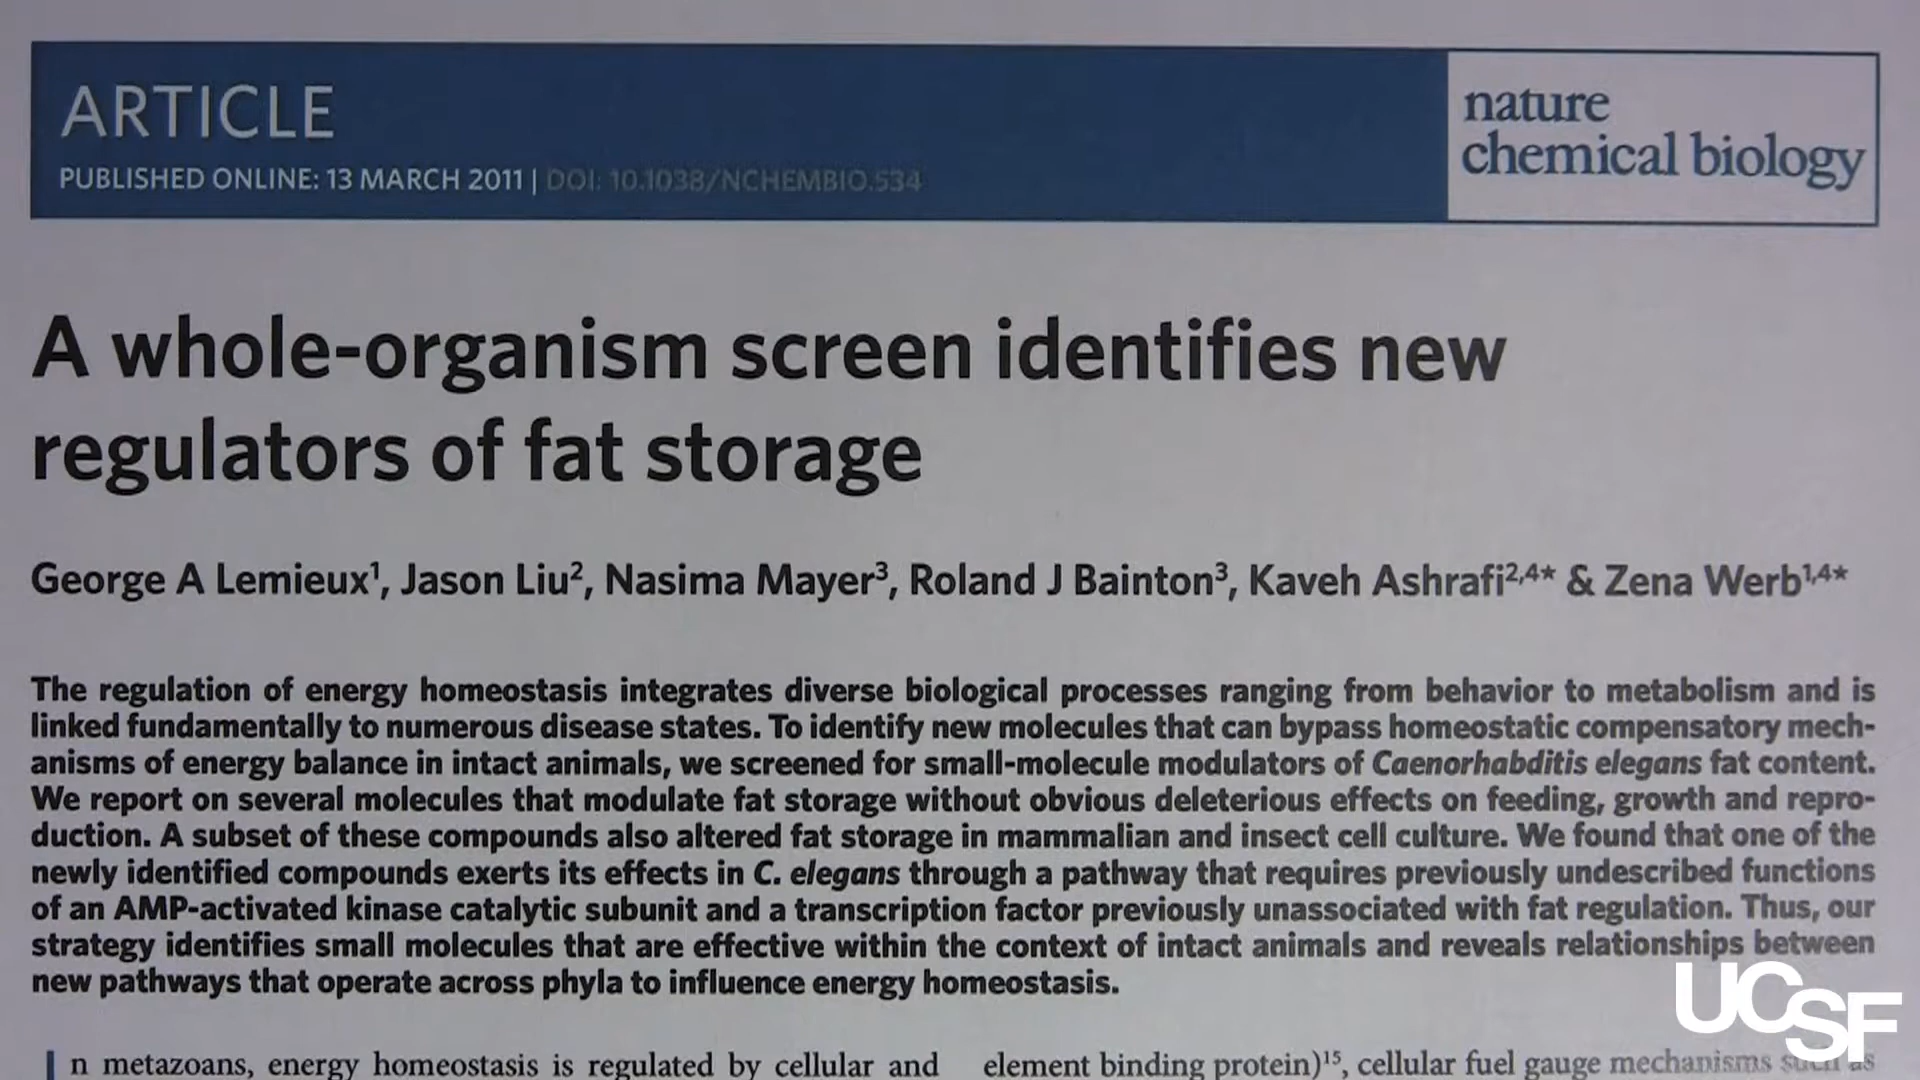 ARTICLE
PUBLISHED ONLINE: 13 MARCH 2011 | DOI: 10.1038/NCHEMBIO.534
nature
chemical biology
A whole-organism screen identifies new
regulators of fat storage
George A Lemieux¹, Jason Liu², Nasima Mayer³, Roland J Bainton³, Kaveh Ashrafi²,⁴* & Zena Werb¹,⁴*
The regulation of energy homeostasis integrates diverse biological processes ranging from behavior to metabolism and is
linked fundamentally to numerous disease states. To identify new molecules that can bypass homeostatic compensatory mech-
anisms of energy balance in intact animals, we screened for small-molecule modulators of Caenorhabditis elegans fat content.
We report on several molecules that modulate fat storage without obvious deleterious effects on feeding, growth and repro-
duction. A subset of these compounds also altered fat storage in mammalian and insect cell culture. We found that one of the
newly identified compounds exerts its effects in C. elegans through a pathway that requires previously undescribed functions
of an AMP-activated kinase catalytic subunit and a transcription factor previously unassociated with fat regulation. Thus, our
strategy identifies small molecules that are effective within the context of intact animals and reveals relationships between
new pathways that operate across phyla to influence energy homeostasis.
In metazoans, energy homeostasis is regulated by cellular and
element binding protein)¹⁵, cellular fuel gauge mechanisms such as
UCSF